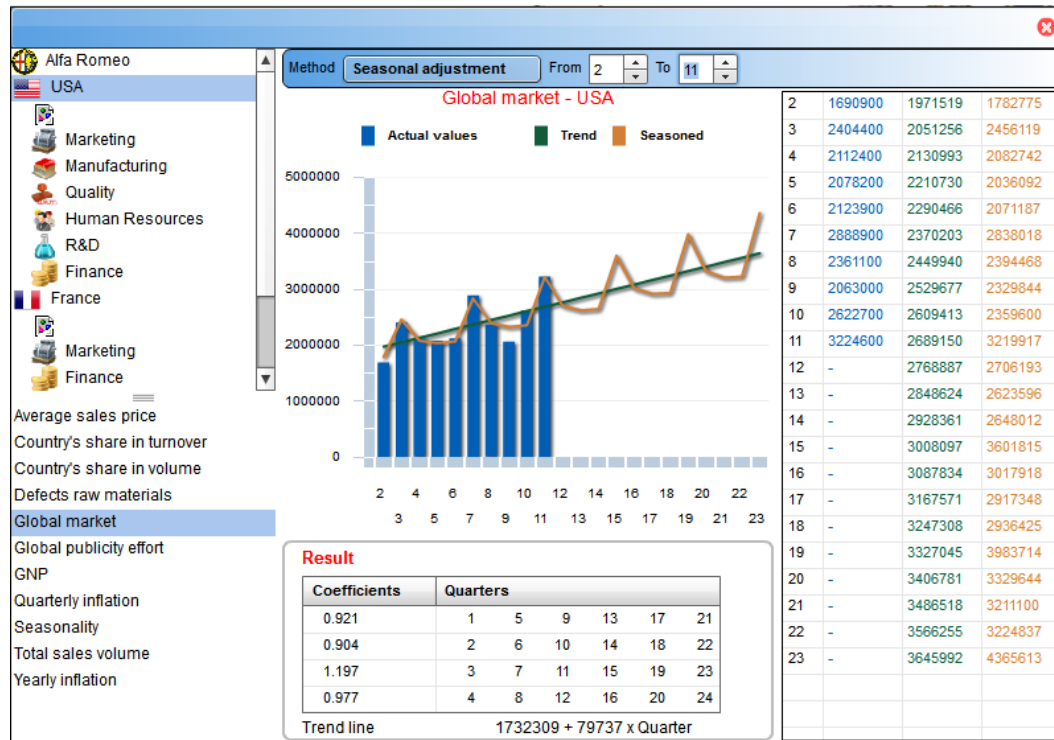 Alfa Romeo
USA
Marketing
Manufacturing
Quality
Human Resources
R&D
Finance
France
Marketing
Finance
Average sales price
Country's share in turnover
Country's share in volume
Defects raw materials
Global market
Global publicity effort
GNP
Quarterly inflation
Seasonality
Total sales volume
Yearly inflation
Method Seasonal adjustment From 2 To 11
Global market - USA
Actual values Trend Seasoned
5000000
4000000
3000000
2000000
1000000
0
2 4 6 8 10 12 14 16 18 20 22
3 5 7 9 11 13 15 17 19 21 23
Result
Coefficients Quarters
0.921 1 5 9 13 17 21
0.904 2 6 10 14 18 22
1.197 3 7 11 15 19 23
0.977 4 8 12 16 20 24
Trend line 1732309 + 79737 x Quarter
2 1690900 1971519 1782775
3 2404400 2051256 2456119
4 2112400 2130993 2082742
5 2078200 2210730 2036092
6 2123900 2290466 2071187
7 2888900 2370203 2838018
8 2361100 2449940 2394468
9 2063000 2529677 2329844
10 2622700 2609413 2359600
11 3224600 2689150 3219917
12 - 2768887 2706193
13 - 2848624 2623596
14 - 2928361 2648012
15 - 3008097 3601815
16 - 3087834 3017918
17 - 3167571 2917348
18 - 3247308 2936425
19 - 3327045 3983714
20 - 3406781 3329644
21 - 3486518 3211100
22 - 3566255 3224837
23 - 3645992 4365613